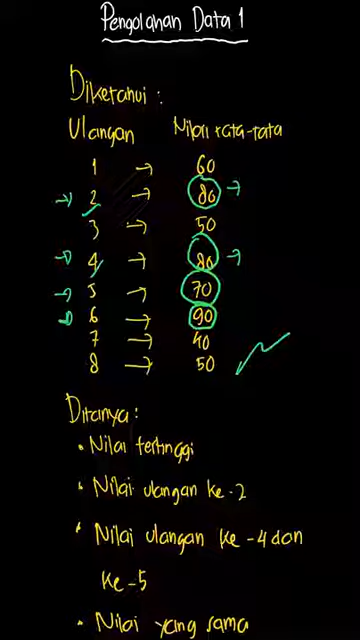 Pengolahan Data 1
Diketahui :
Ulangan Nilai rata-rata
1 → 60
→ 2 → 80 →
3 → 50
→ 4 → 80 →
→ 5 → 70
→ 6 → 90
7 → 40
8 → 50
Ditanya :
• Nilai tertinggi
• Nilai ulangan ke-2
• Nilai ulangan ke-4 dan
ke-5
• Nilai yang sama